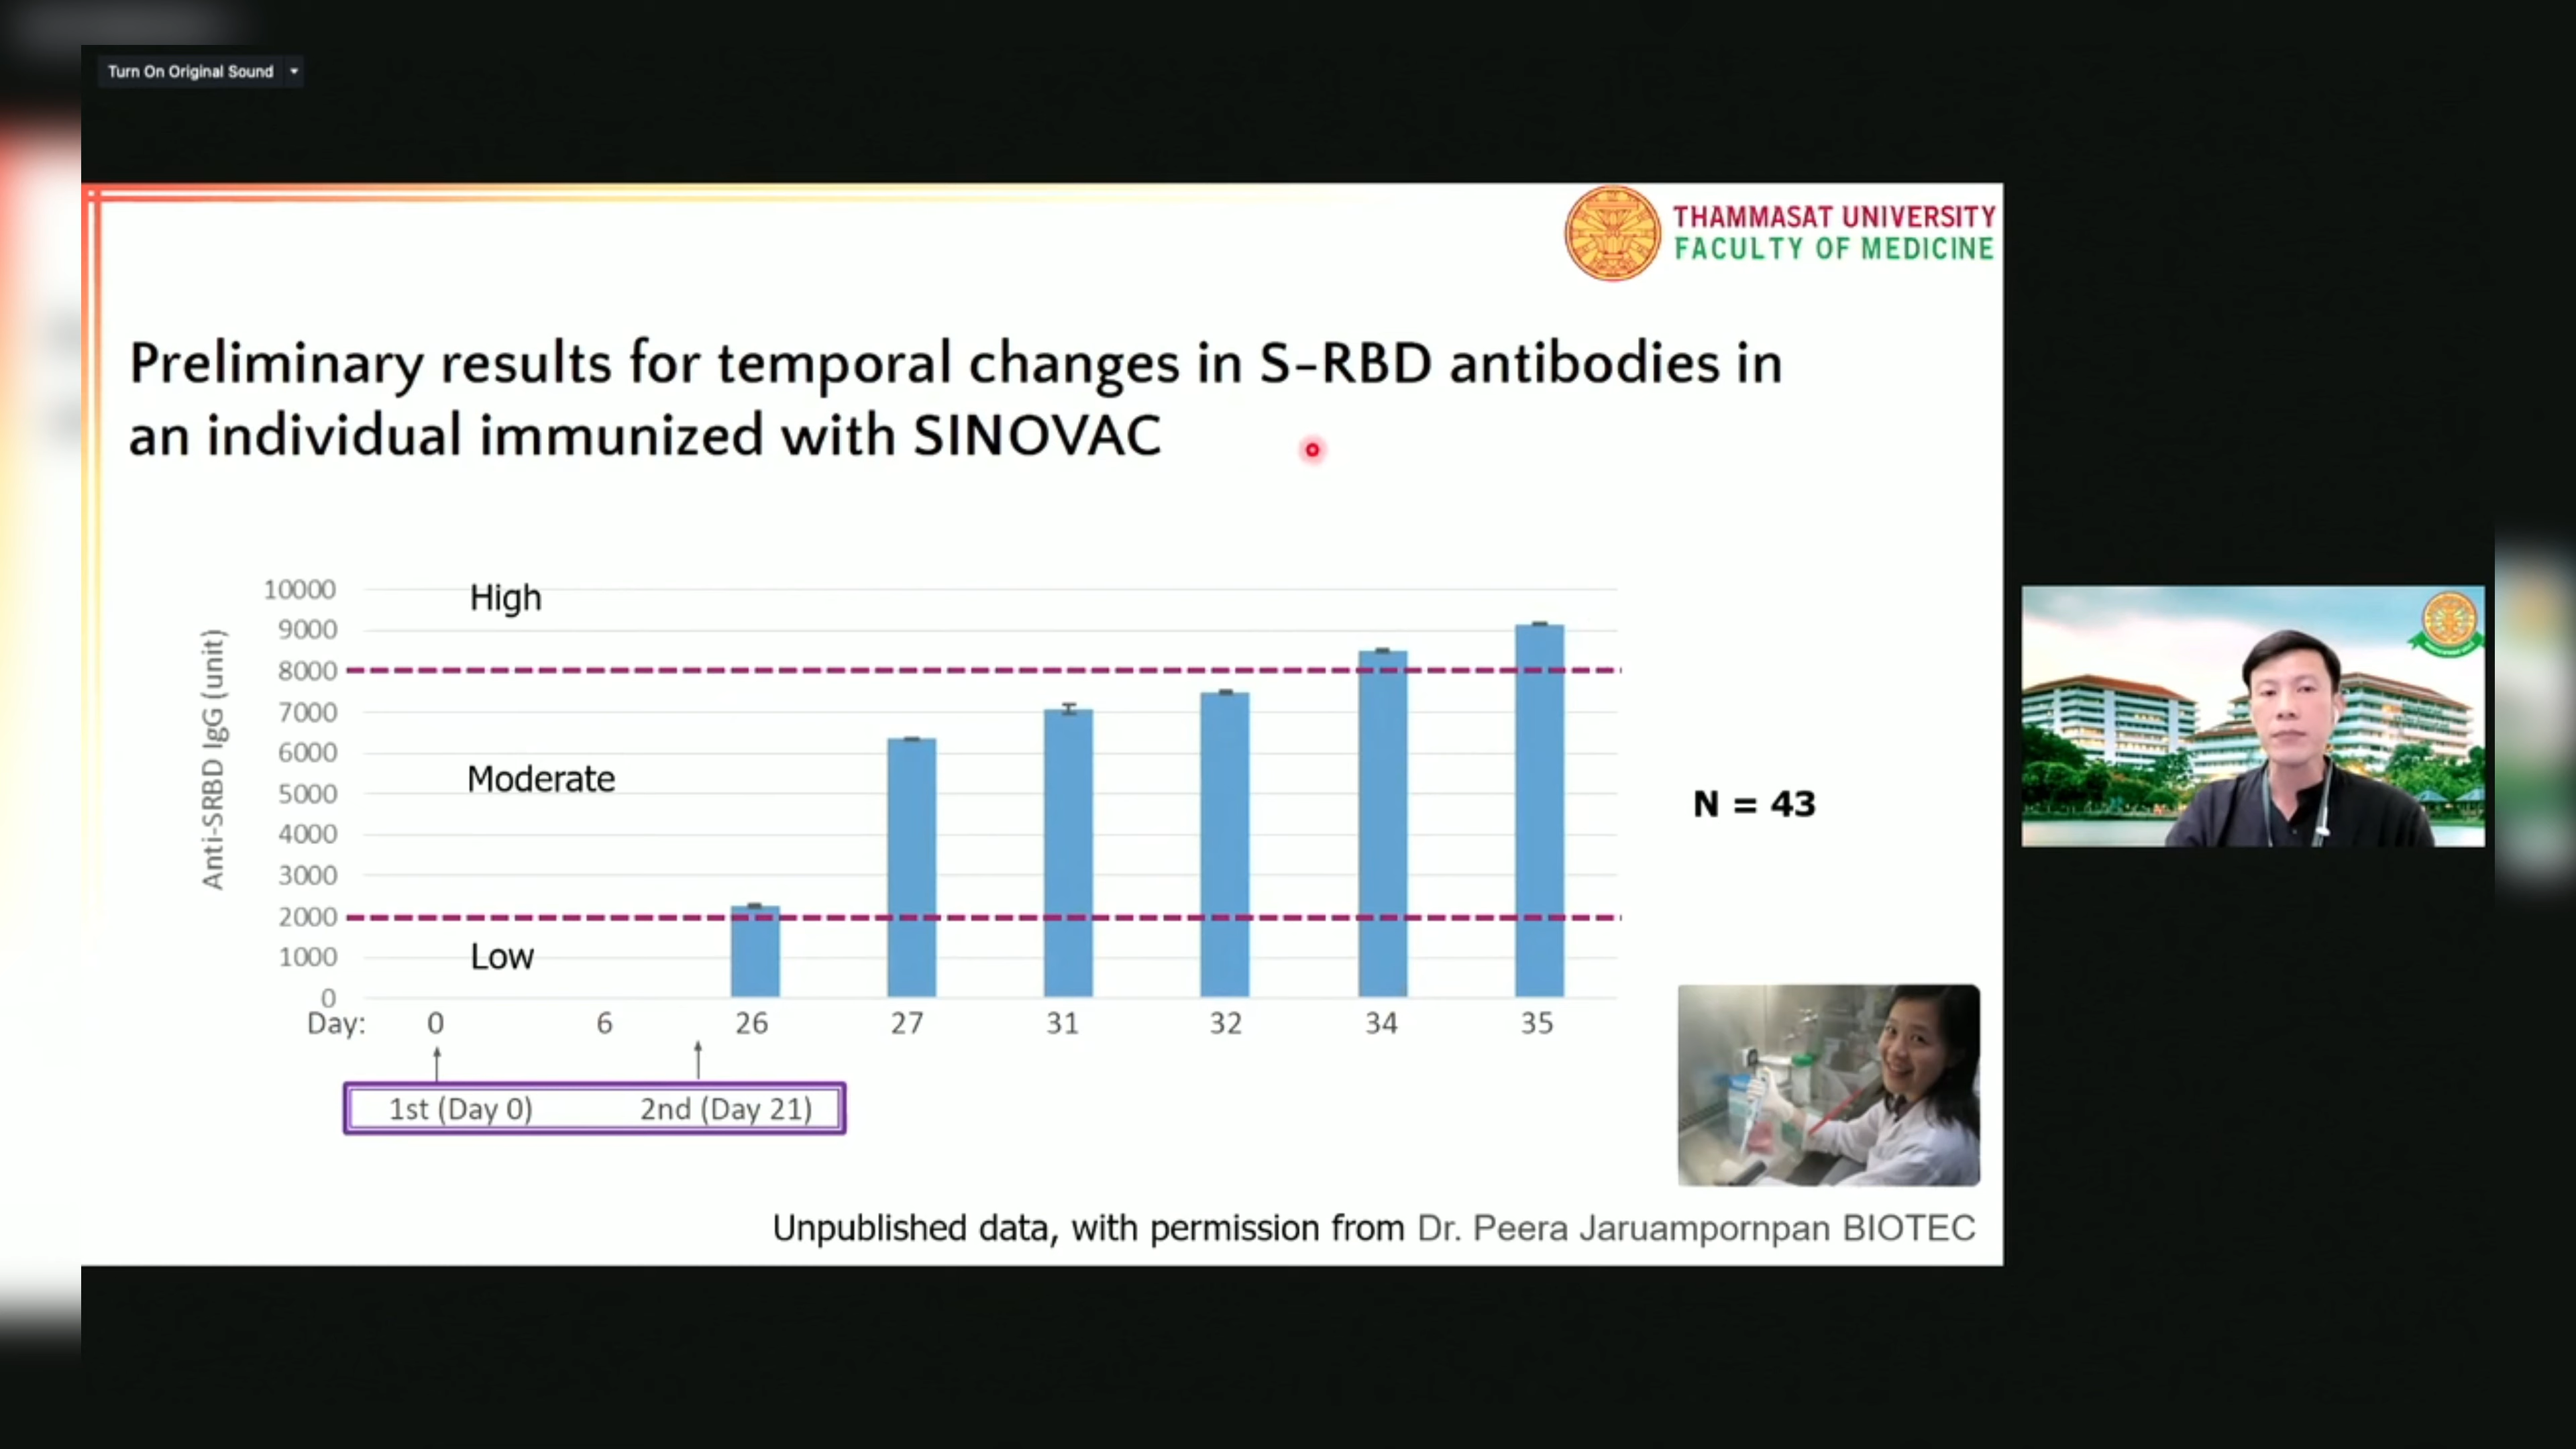 Turn On Original Sound
THAMMASAT UNIVERSITY
FACULTY OF MEDICINE
Preliminary results for temporal changes in S-RBD antibodies in
an individual immunized with SINOVAC
Anti-SRBD IgG (unit)
10000
9000
8000
7000
6000
5000
4000
3000
2000
1000
0
High
Moderate
Low
N = 43
Day: 0 6 26 27 31 32 34 35
1st (Day 0) 2nd (Day 21)
Unpublished data, with permission from Dr. Peera Jaruampornpan BIOTEC